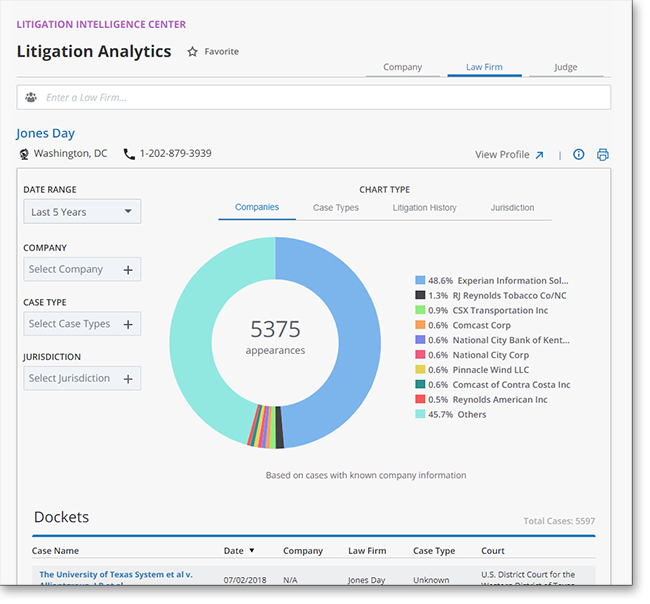 LITIGATION INTELLIGENCE CENTER
Litigation Analytics
Favorite
Company Law Firm Judge
Enter a Law Firm...
Jones Day
Washington, DC 1-202-879-3939
View Profile
DATE RANGE
Last 5 Years
COMPANY
Select Company
CASE TYPE
Select Case Types
JURISDICTION
Select Jurisdiction
CHART TYPE
Companies Case Types Litigation History Jurisdiction
5375
appearances
48.6% Experian Information Sol...
1.3% RJ Reynolds Tobacco Co/NC
0.9% CSX Transportation Inc
0.6% Comcast Corp
0.6% National City Bank of Kent...
0.6% National City Corp
0.6% Pinnacle Wind LLC
0.6% Comcast of Contra Costa Inc
0.5% Reynolds American Inc
45.7% Others
Based on cases with known company information
Dockets
Total Cases: 5597
Case Name Date Company Law Firm Case Type Court
The University of Texas System et al v. 07/02/2018 N/A Jones Day Unknown U.S. District Court for the